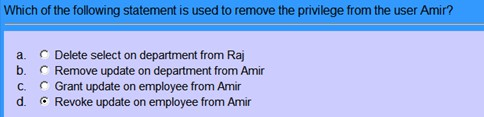 Which of the following statement is used to remove the privilege from the user Amir?
a. Delete select on department from Raj
b. Remove update on department from Amir
c. Grant update on employee from Amir
d. Revoke update on employee from Amir